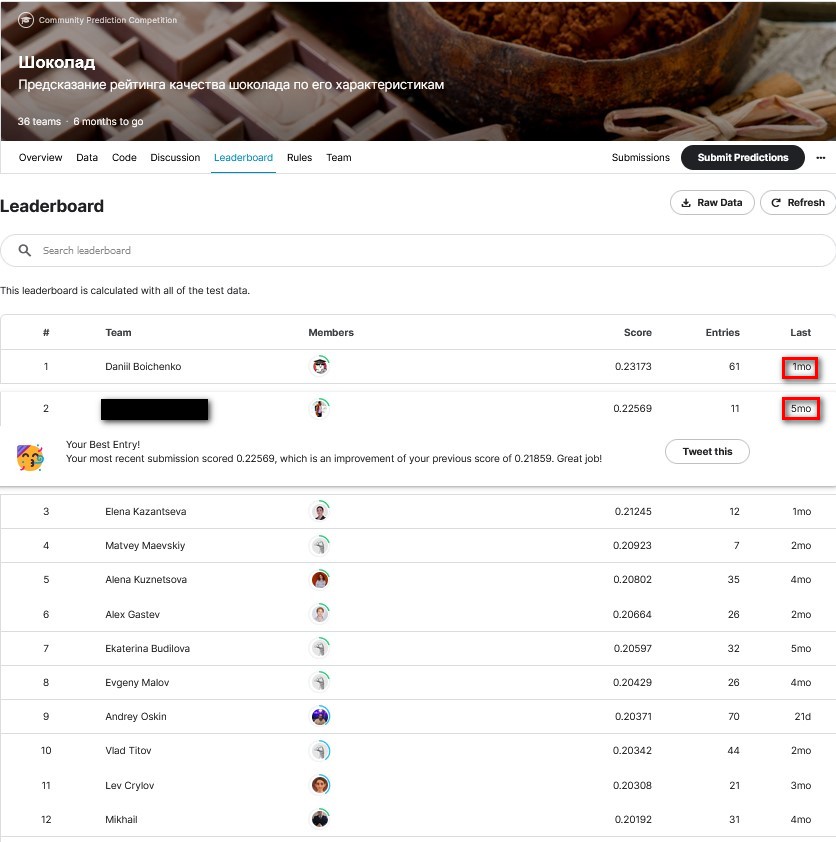 Community Prediction Competition
Шоколад
Предсказание рейтинга качества шоколада по его характеристикам
36 teams · 6 months to go
Overview Data Code Discussion Leaderboard Rules Team Submissions Submit Predictions ...
Leaderboard Raw Data Refresh
Search leaderboard
This leaderboard is calculated with all of the test data.
# Team Members Score Entries Last
1 Daniil Boichenko 0.23173 61 1mo
2 0.22569 11 5mo
Your Best Entry!
Your most recent submission scored 0.22569, which is an improvement of your previous score of 0.21859. Great job! Tweet this
3 Elena Kazantseva 0.21245 12 1mo
4 Matvey Maevskiy 0.20923 7 2mo
5 Alena Kuznetsova 0.20802 35 4mo
6 Alex Gastev 0.20664 26 2mo
7 Ekaterina Budilova 0.20597 32 5mo
8 Evgeny Malov 0.20429 26 4mo
9 Andrey Oskin 0.20371 70 21d
10 Vlad Titov 0.20342 44 2mo
11 Lev Crylov 0.20308 21 3mo
12 Mikhail 0.20192 31 4mo